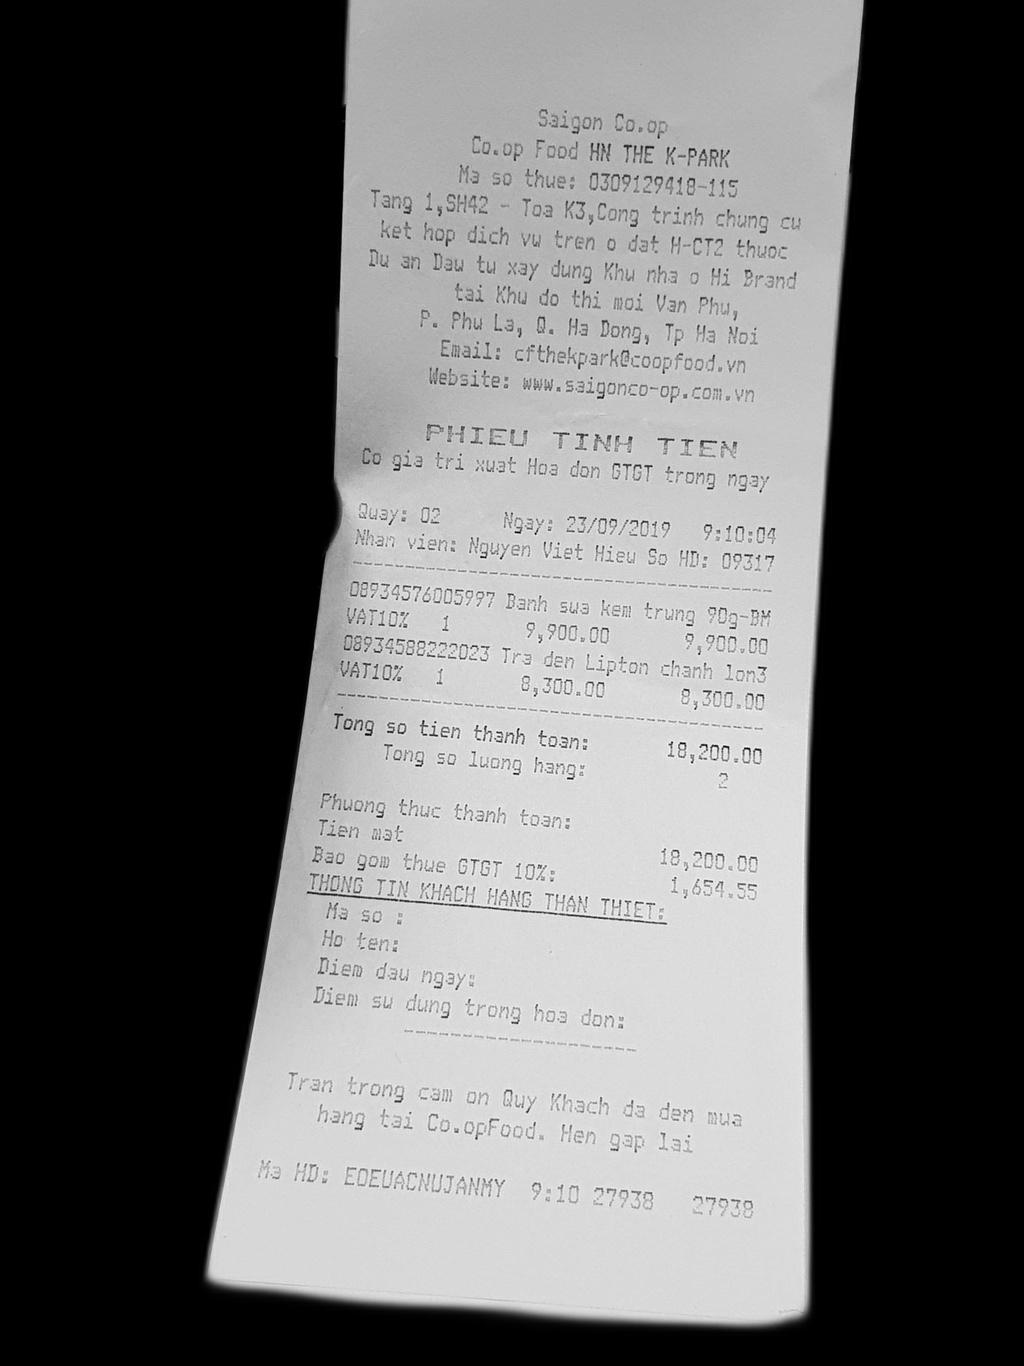 Saigon Co.op
Co.op Food HN THE K-PARK
Ma so thue: 0309129418-115
Tang 1,SH42 - Toa K3,Cong trinh chung cu
ket hop dich vu tren o dat H-CT2 thuoc
Du an Dau tu xay dung Khu nha o Hi Brand
tai Khu do thi moi Van Phu,
P. Phu La, Q. Ha Dong, Tp Ha Noi
Email: cfthekpark@coopfood.vn
Website: www.saigonco-op.com.vn
PHIEU TINH TIEN
Co gia tri xuat Hoa don GTGT trong ngay
Quay: 02 Ngay: 23/09/2019 9:10:04
Nhan vien: Nguyen Viet Hieu So HD: 09317
08934576005997 Banh sua kem trung 90g-BM
VAT10% 1 9,900.00 9,900.00
08934588222023 Tra den Lipton chanh lon3
VAT10% 1 8,300.00 8,300.00
Tong so tien thanh toan: 18,200.00
Tong so luong hang: 2
Phuong thuc thanh toan:
Tien mat 18,200.00
Bao gom thue GTGT 10%: 1,654.55
THONG TIN KHACH HANG THAN THIET:
Ma so :
Ho ten:
Diem dau ngay:
Diem su dung trong hoa don:
Tran trong cam on Quy Khach da den mua
hang tai Co.opFood. Hen gap lai
Ma HD: EOEUACNUJANMY 9:10 27938 27938